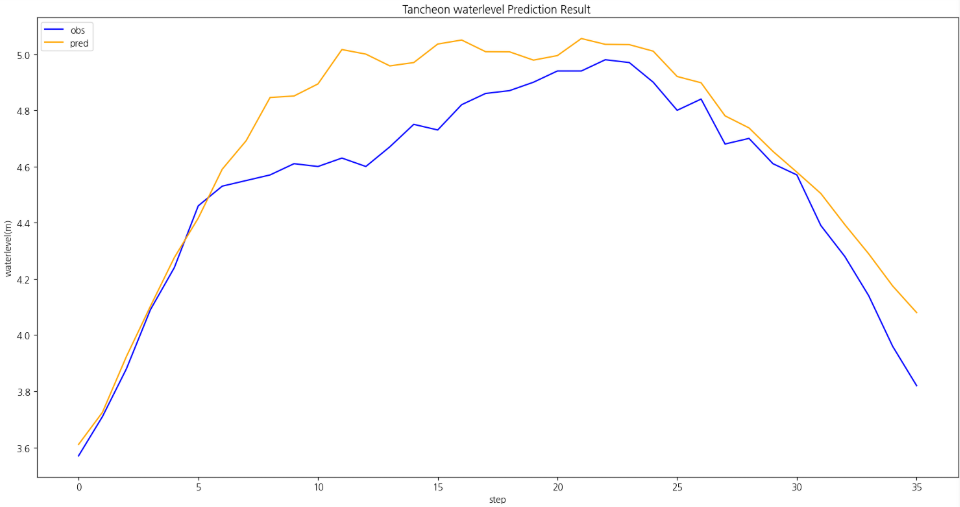 Tancheon waterlevel Prediction Result
obs
pred
waterlevel(m)
5.0
4.8
4.6
4.4
4.2
4.0
3.8
3.6
0 5 10 15 20 25 30 35
step